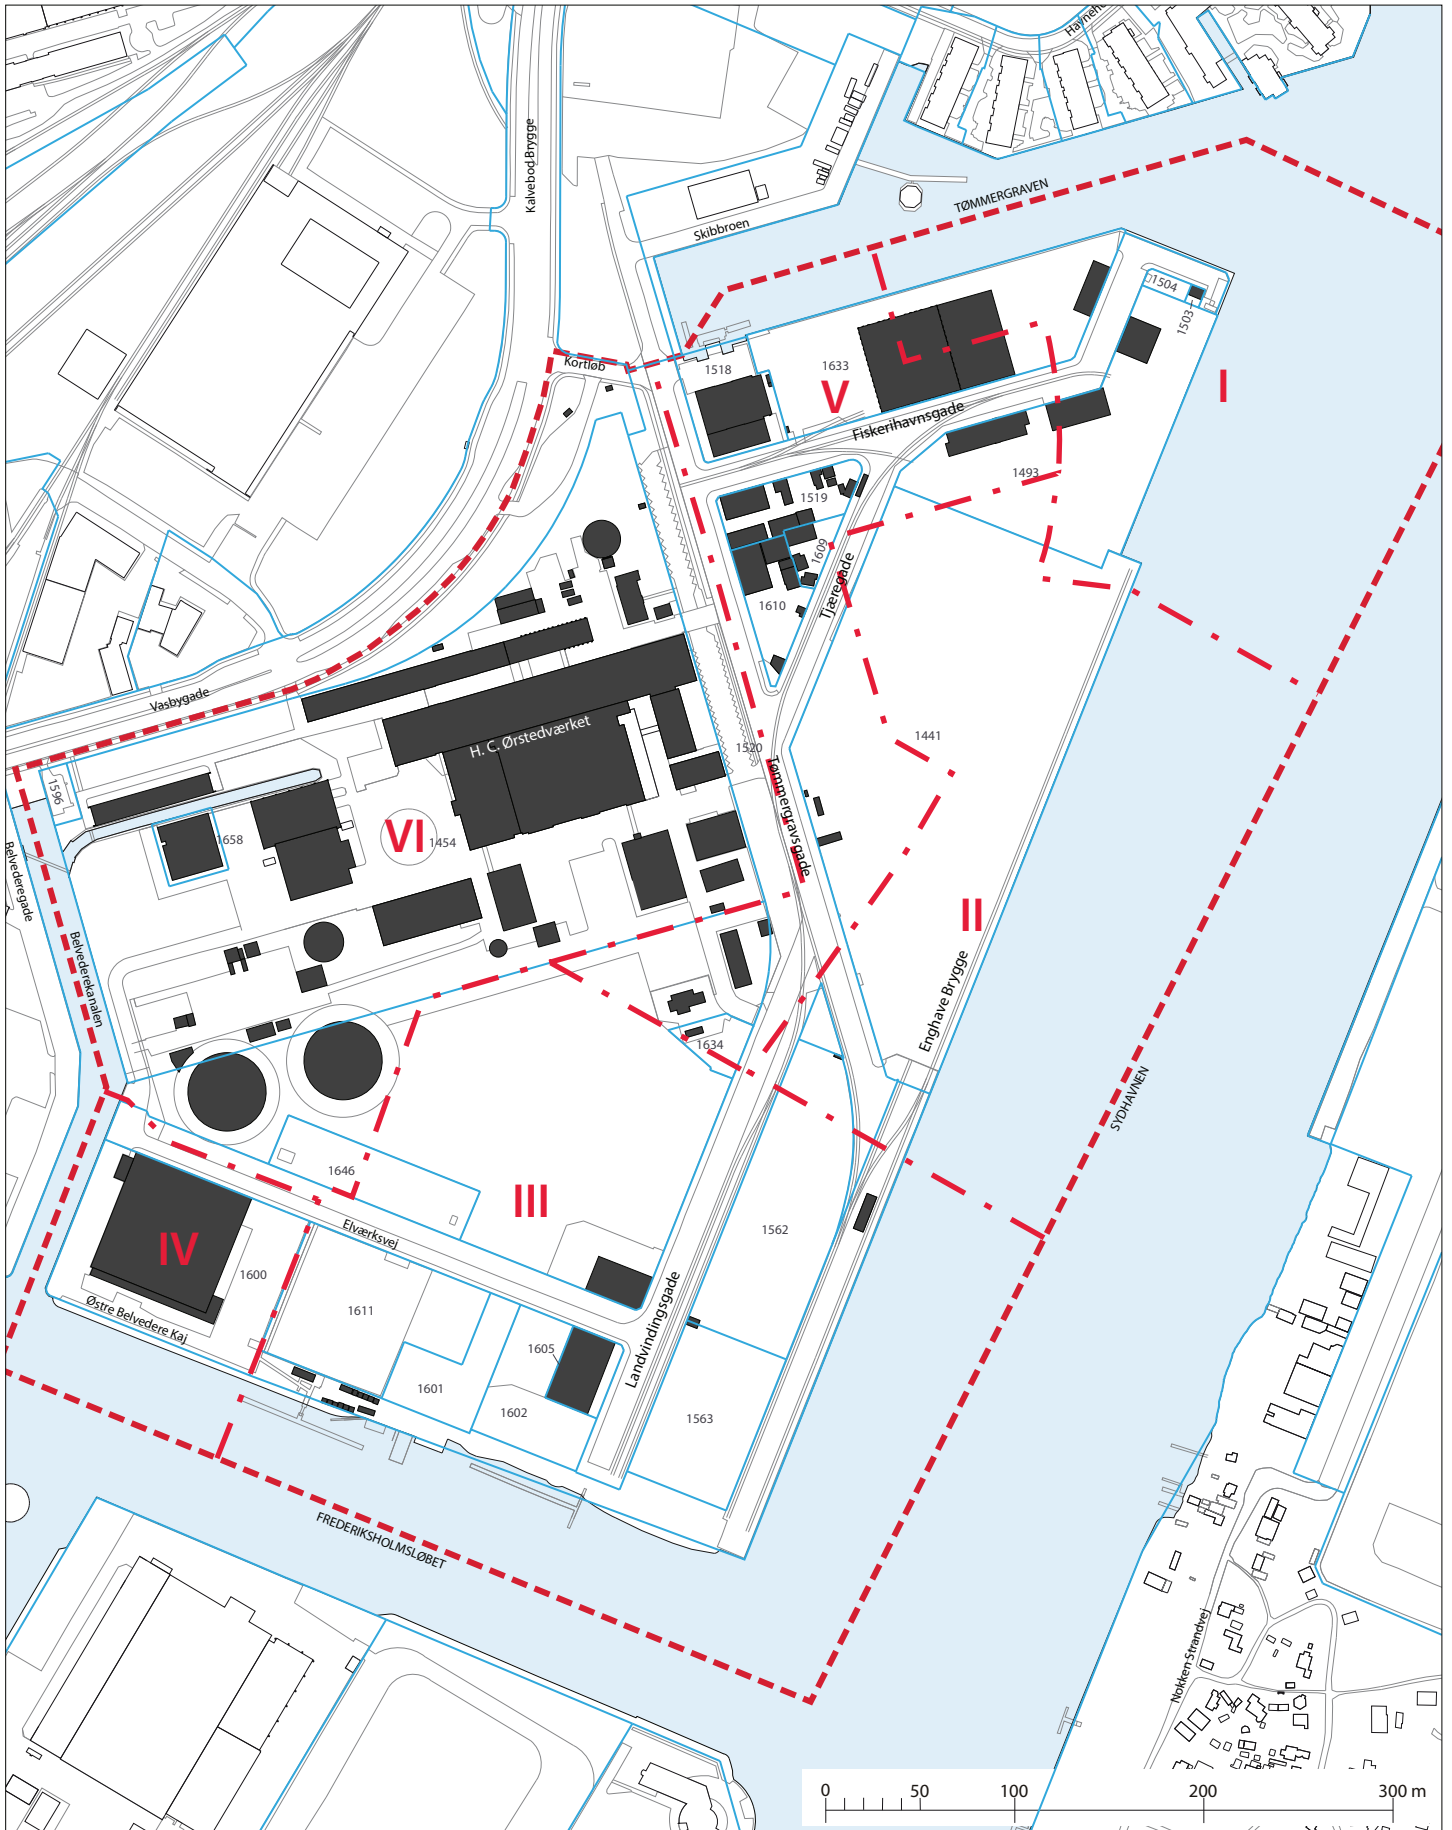 Havneh
Kalvebod Brygge
TØMMERGRAVEN
Skibbroen
1504
1503
Kortløb
1518
1633
I
V
Fiskerihavnsgade
1493
1519
1609
Tjæregade
1610
Vasbygade
H. C. Ørstedværket
1520
1441
Tømmergravsgade
1596
1658
VI
1454
Belvederegade
II
Belvederekanalen
Enghave Brygge
1634
SYDHAVNEN
1646
III
Elværksvej
1562
IV
1600
Østre Belvedere Kaj
1611
Landvindingsgade
1605
1601
1602
1563
FREDERIKSHOLMSLØBET
Nokken Strandvej
0 50 100 200 300 m